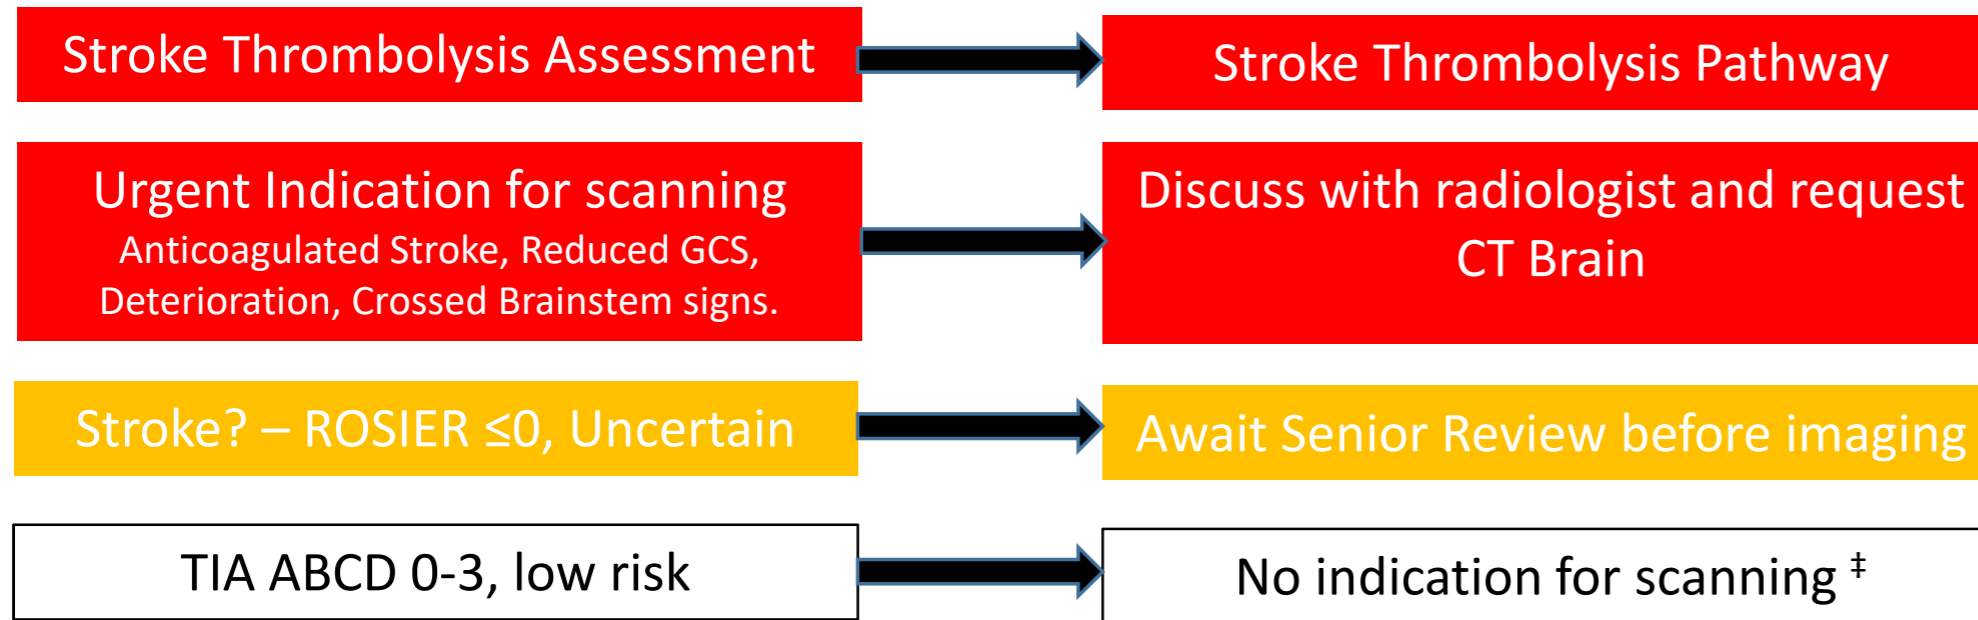 Stroke Thrombolysis Assessment
Stroke Thrombolysis Pathway
Urgent Indication for scanning
Anticoagulated Stroke, Reduced GCS,
Deterioration, Crossed Brainstem signs.
Discuss with radiologist and request
CT Brain
Stroke? – ROSIER ≤0, Uncertain
Await Senior Review before imaging
TIA ABCD 0-3, low risk
No indication for scanning ‡